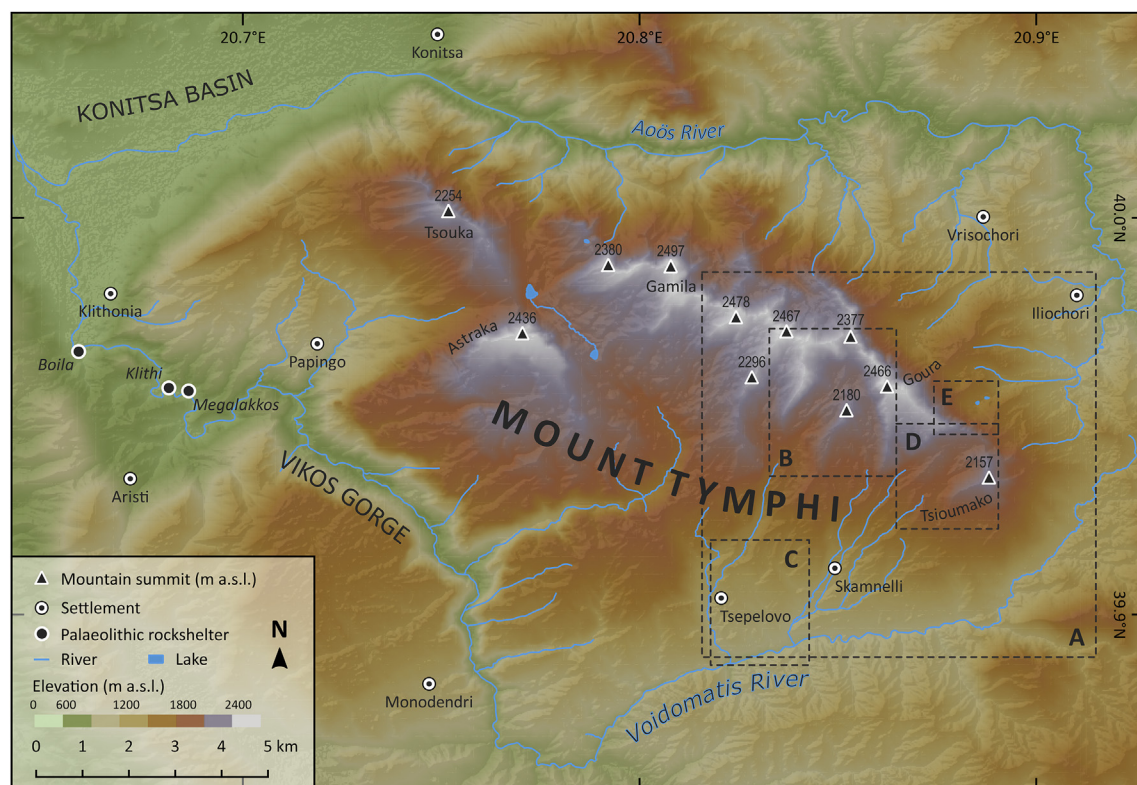 20.7°E
20.8°E
20.9°E
Konitsa
KONITSA BASIN
Aoös River
2254
Tsouka
40.0°N
Vrisochori
2380
2497
Gamila
Klithonia
2478
2467
2377
Iliochori
Astraka
2436
Boila
Klithi
Papingo
Megalakkos
2296
2466
Goura
2180
E
MOUNT TYMPHI
B
D
2157
Tsioumako
VIKOS GORGE
Aristi
C
Skamnelli
Tsepelovo
39.9°N
A
Voidomatis River
Monodendri
Mountain summit (m a.s.l.)
Settlement
Palaeolithic rockshelter
N
River
Lake
Elevation (m a.s.l.)
0 600 1200 1800 2400
0 1 2 3 4 5 km